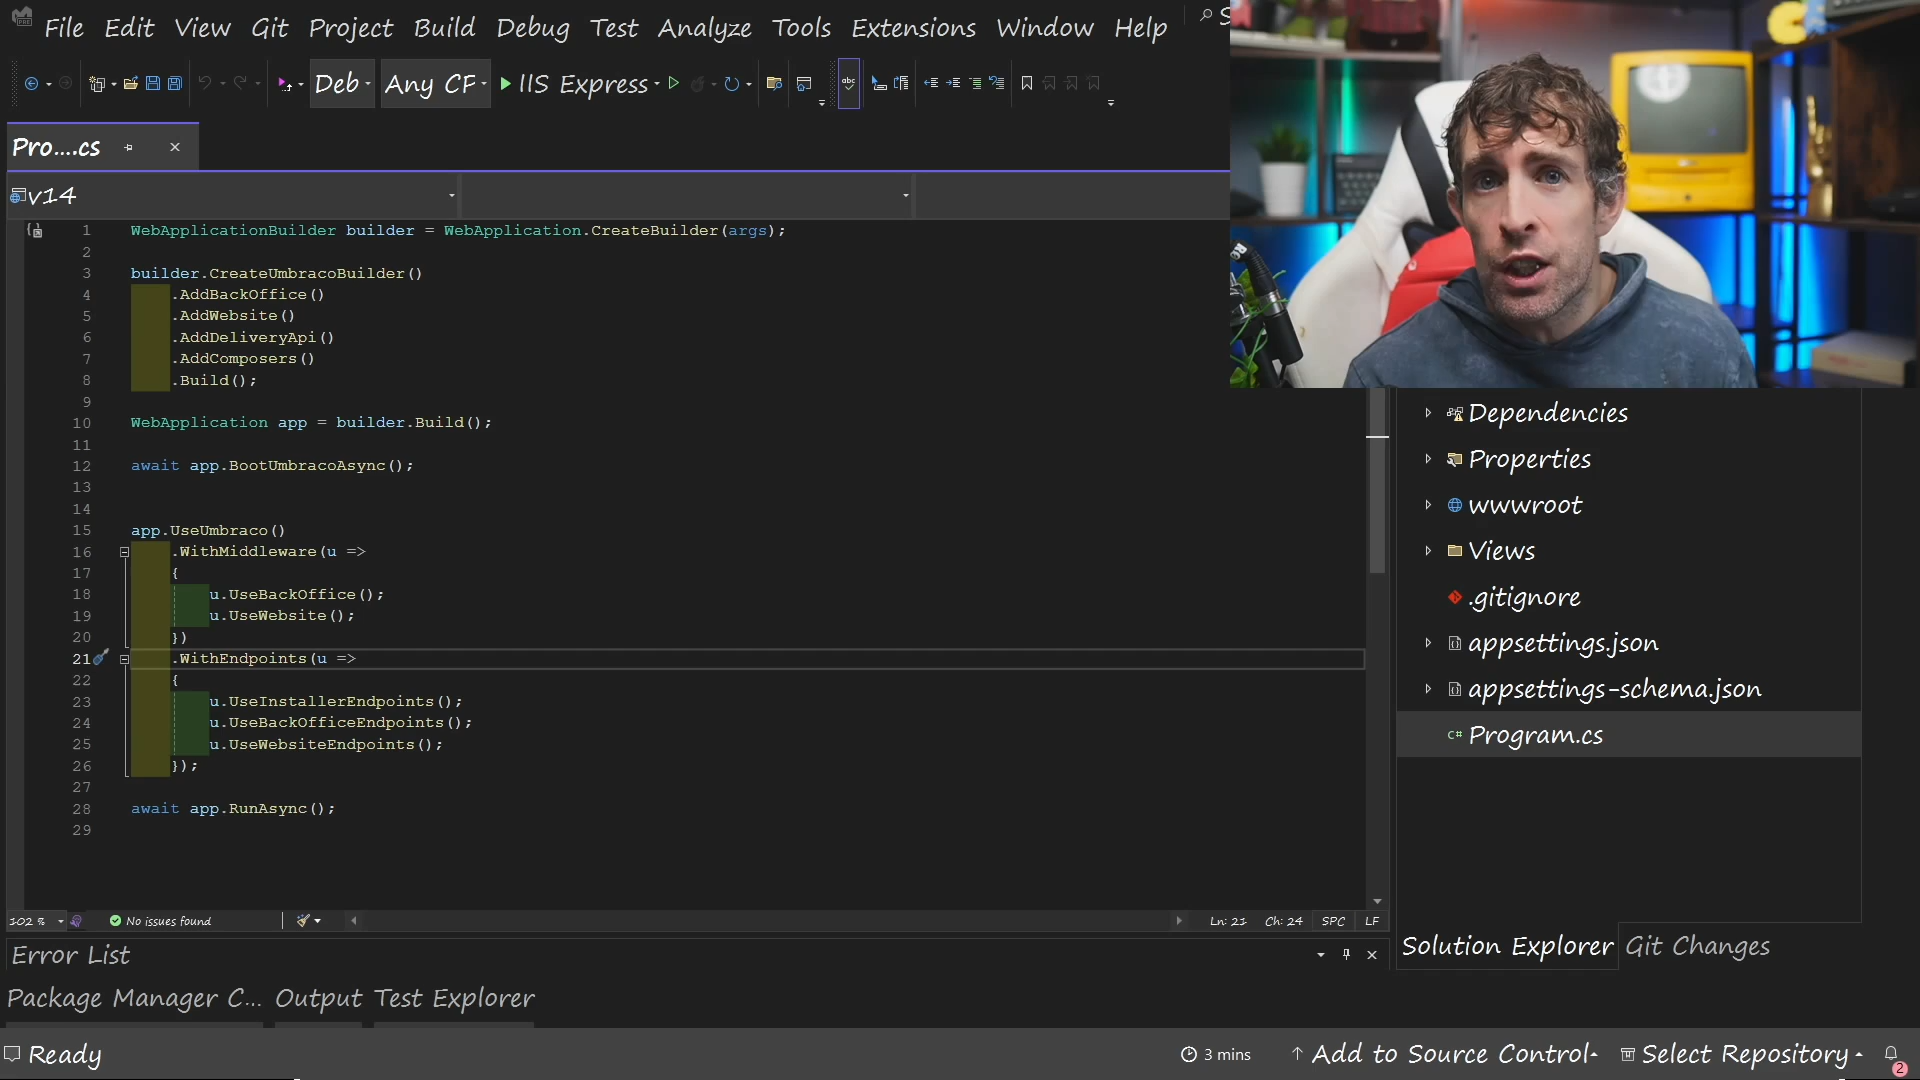 File Edit View Git Project Build Debug Test Analyze Tools Extensions Window Help
Deb Any CF IIS Express
Pro....cs
v14
1 WebApplicationBuilder builder = WebApplication.CreateBuilder(args);
2
3 builder.CreateUmbracoBuilder()
4 .AddBackOffice()
5 .AddWebsite()
6 .AddDeliveryApi()
7 .AddComposers()
8 .Build();
9
10 WebApplication app = builder.Build();
11
12 await app.BootUmbracoAsync();
13
14
15 app.UseUmbraco()
16 .WithMiddleware(u =>
17 {
18 u.UseBackOffice();
19 u.UseWebsite();
20 })
21 .WithEndpoints(u =>
22 {
23 u.UseInstallerEndpoints();
24 u.UseBackOfficeEndpoints();
25 u.UseWebsiteEndpoints();
26 });
27
28 await app.RunAsync();
29
Dependencies
Properties
wwwroot
Views
.gitignore
appsettings.json
appsettings-schema.json
C# Program.cs
102 % No issues found Ln: 21 Ch: 24 SPC LF
Solution Explorer Git Changes
Error List
Package Manager C... Output Test Explorer
Ready 3 mins Add to Source Control Select Repository 2